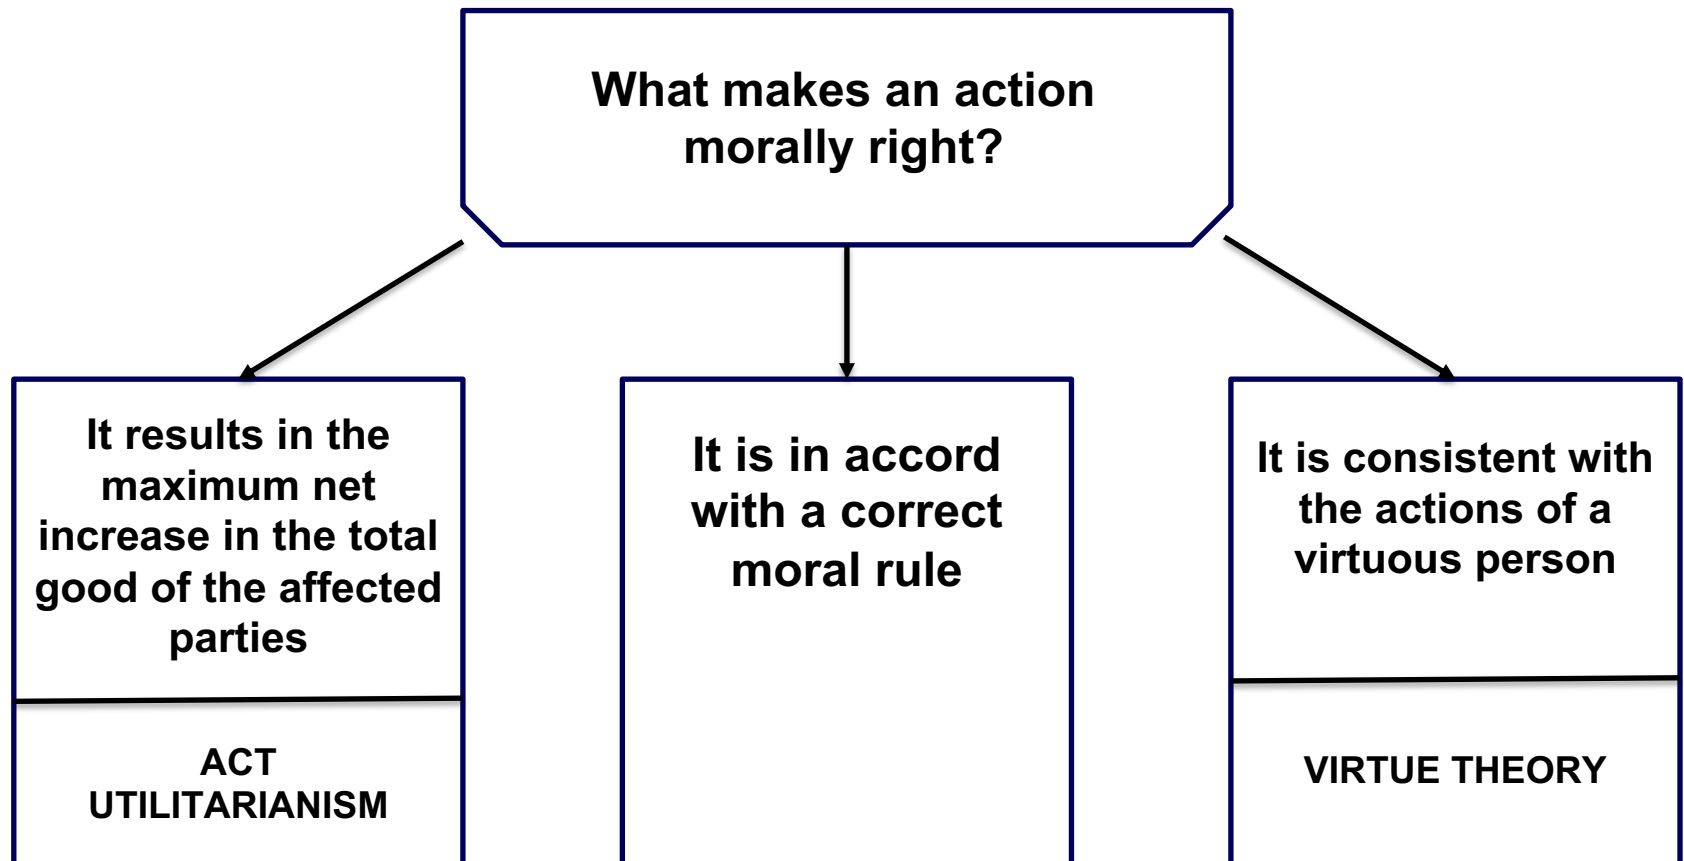 What makes an action
morally right?
It results in the
maximum net
increase in the total
good of the affected
parties
ACT
UTILITARIANISM
It is in accord
with a correct
moral rule
It is consistent with
the actions of a
virtuous person
VIRTUE THEORY